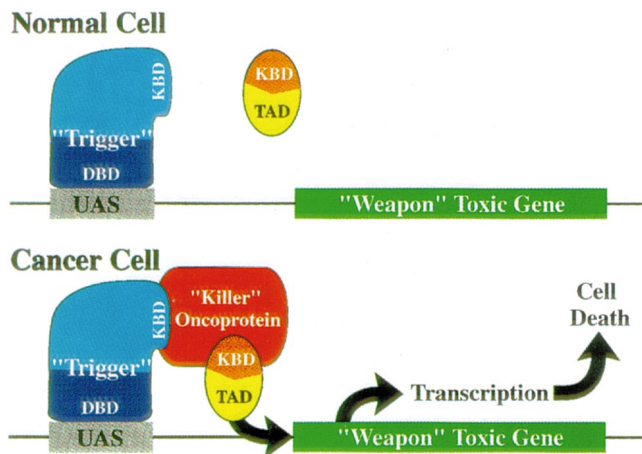 Normal Cell
KBD
KBD
TAD
"Trigger"
DBD
UAS
"Weapon" Toxic Gene
Cancer Cell
"Killer"
Oncoprotein
KBD
KBD
"Trigger"
TAD
DBD
UAS
Cell
Death
Transcription
"Weapon" Toxic Gene